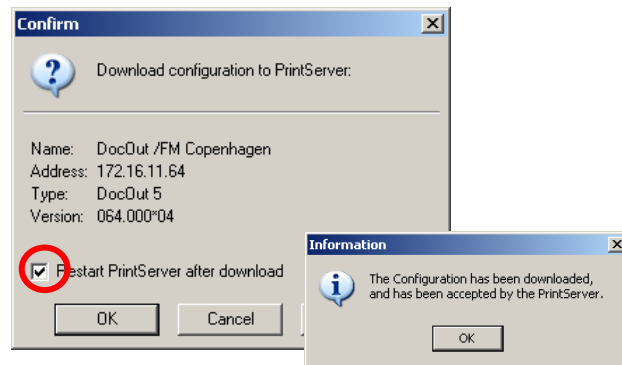 Confirm
Download configuration to PrintServer:
Name: DocOut /FM Copenhagen
Address: 172.16.11.64
Type: DocOut 5
Version: 064.000*04
Restart PrintServer after download
OK
Cancel
Information
The Configuration has been downloaded,
and has been accepted by the PrintServer.
OK